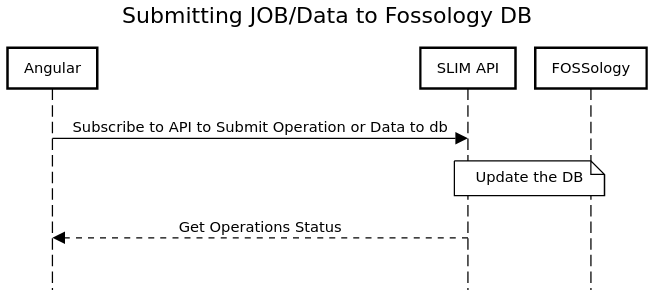 Submitting JOB/Data to Fossology DB
Angular
SLIM API
FOSSology
Subscribe to API to Submit Operation or Data to db
Update the DB
Get Operations Status